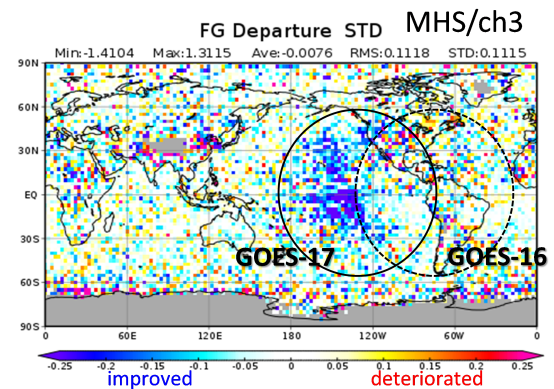 FG Departure STD MHS/ch3
Min:-1.4104 Max:1.3115 Ave:-0.0076 RMS:0.1118 STD:0.1115
90N
60N
30N
EQ
30S
60S
90S
GOES-17 GOES-16
0 60E 120E 180 120W 60W 0
-0.25 -0.2 -0.15 -0.1 -0.05 0 0.05 0.1 0.15 0.2 0.25
improved deteriorated